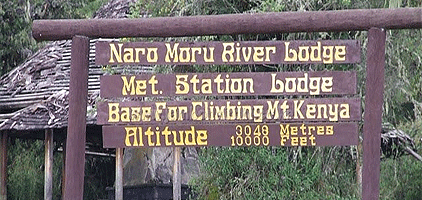 Naro Moru River Lodge
Met. Station Lodge
Base For Climbing Mt.Kenya
Altitude 3048 Metres
10000 Feet